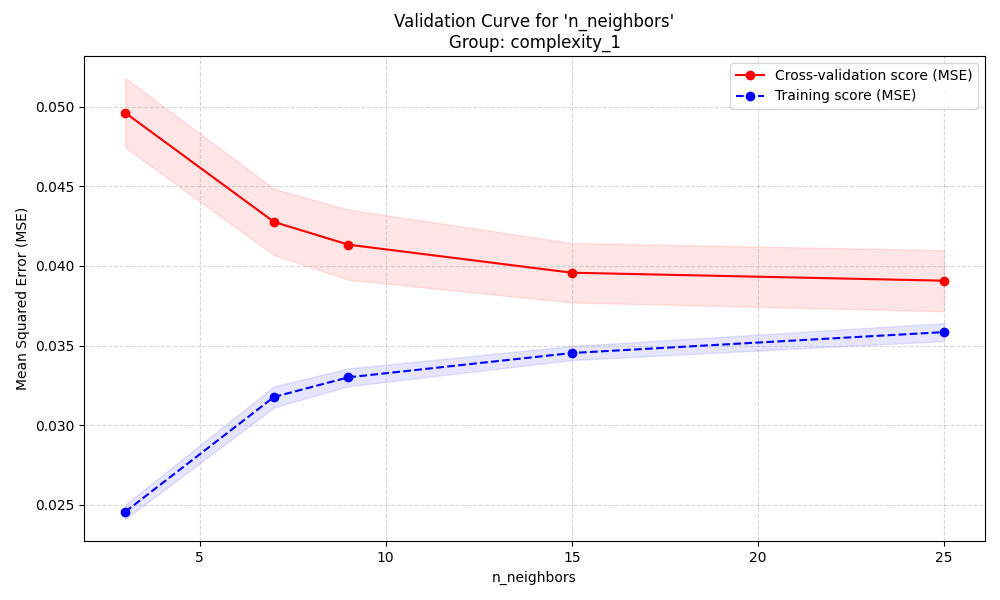 Validation Curve for 'n_neighbors'
Group: complexity_1
Cross-validation score (MSE)
Training score (MSE)
Mean Squared Error (MSE)
0.050
0.045
0.040
0.035
0.030
0.025
5
10
15
20
25
n_neighbors